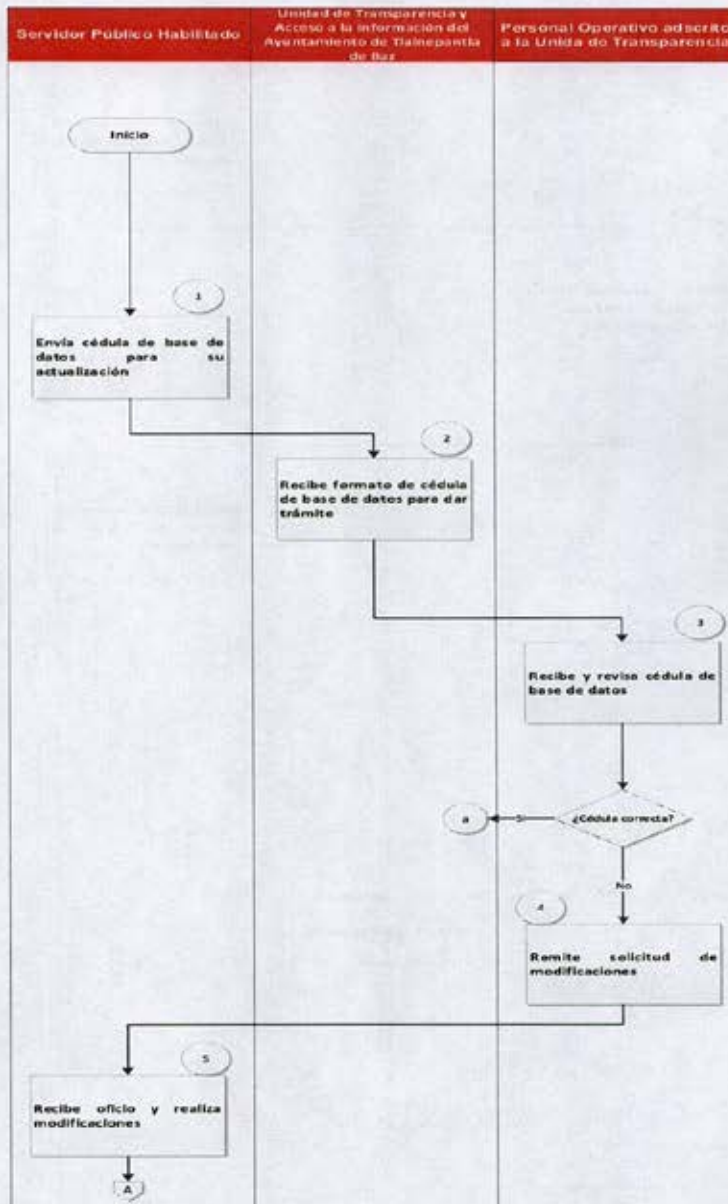 Servidor Público Habilitado
Unidad de Transparencia y
Acceso a la Información del
Ayuntamiento de Tlalnepantla
de Baz
Personal Operativo adscrito
a la Unida de Transparencia
Inicio
1
Envía cédula de base de
datos para su
actualización
2
Recibe formato de cédula
de base de datos para dar
trámite
3
Recibe y revisa cédula de
base de datos
¿Cédula correcta?
Si
a
No
4
Remite solicitud de
modificaciones
5
Recibe oficio y realiza
modificaciones
A